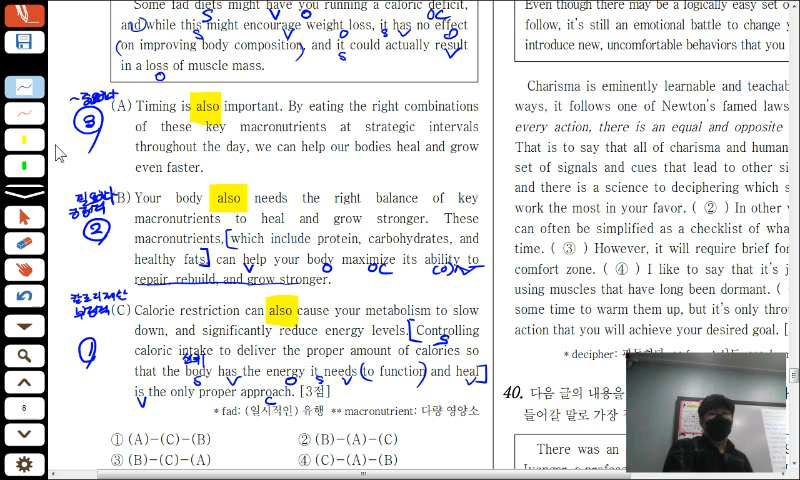 Some fad diets might have you running a caloric deficit,
and while this might encourage weight loss, it has no effect
on improving body composition, and it could actually result
in a loss of muscle mass.
(A) Timing is also important. By eating the right combinations
of these key macronutrients at strategic intervals
throughout the day, we can help our bodies heal and grow
even faster.
(B) Your body also needs the right balance of key
macronutrients to heal and grow stronger. These
macronutrients, which include protein, carbohydrates, and
healthy fats, can help your body maximize its ability to
repair, rebuild, and grow stronger.
(C) Calorie restriction can also cause your metabolism to slow
down, and significantly reduce energy levels. Controlling
caloric intake to deliver the proper amount of calories so
that the body has the energy it needs to function and heal
is the only proper approach. [3점]
* fad: (일시적인) 유행 ** macronutrient: 다량 영양소
① (A)-(C)-(B) ② (B)-(A)-(C)
③ (B)-(C)-(A) ④ (C)-(A)-(B)
8
Even though there may be a logically easy set o
follow, it's still an emotional battle to change y
introduce new, uncomfortable behaviors that you
Charisma is eminently learnable and teachab
ways, it follows one of Newton's famed laws
every action, there is an equal and opposite
That is to say that all of charisma and human
set of signals and cues that lead to other si
and there is a science to deciphering which s
work the most in your favor. ( ② ) In other
can often be simplified as a checklist of wha
time. ( ③ ) However, it will require brief for
comfort zone. ( ④ ) I like to say that it's j
using muscles that have long been dormant. (
some time to warm them up, but it's only thro
action that you will achieve your desired goal. [
* decipher:
40. 다음 글의 내용을
들어갈 말로 가장
There was an